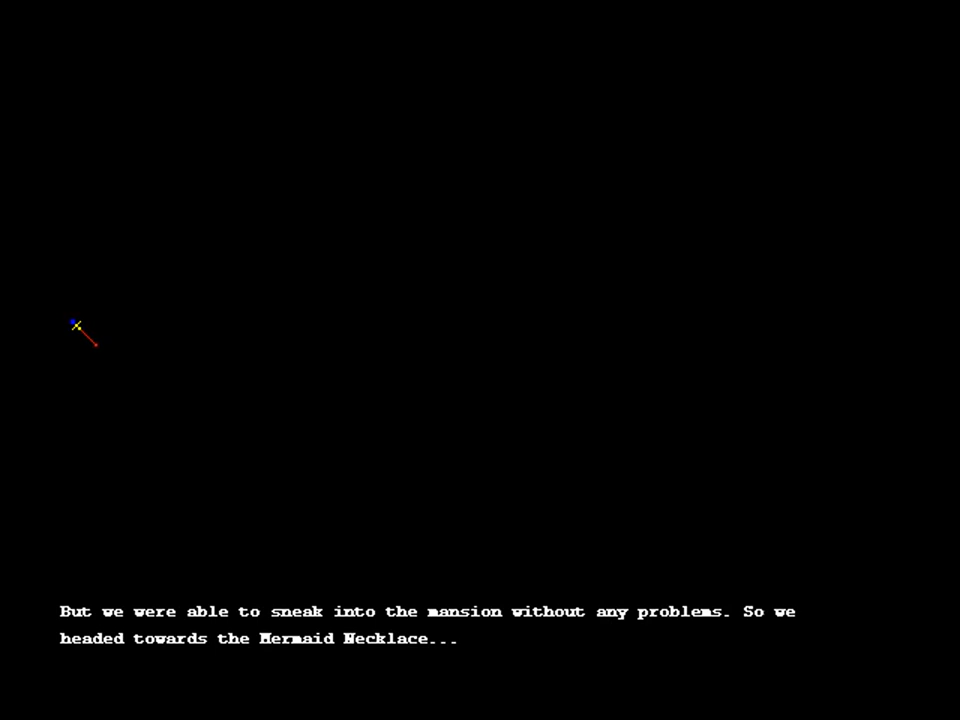 But we were able to sneak into the mansion without any problems. So we
headed towards the Mermaid Necklace...